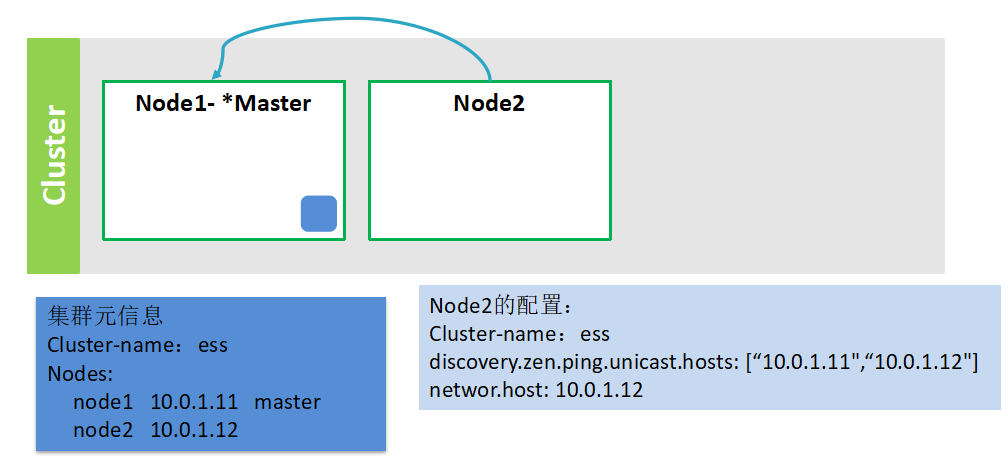 Cluster
Node1- *Master
Node2
集群元信息
Cluster-name：ess
Nodes:
node1 10.0.1.11 master
node2 10.0.1.12
Node2的配置：
Cluster-name：ess
discovery.zen.ping.unicast.hosts: [“10.0.1.11",“10.0.1.12"]
networ.host: 10.0.1.12